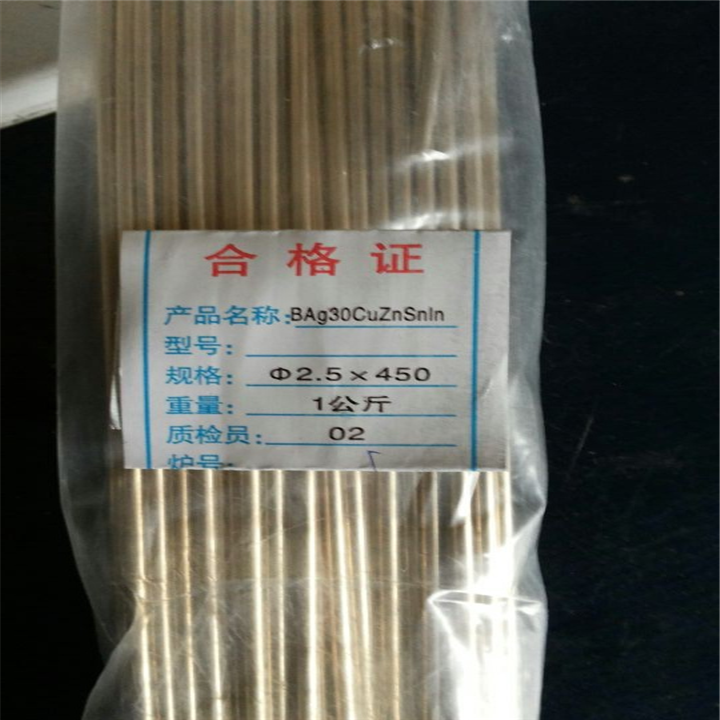 合格证
产品名称:BAg30CuZnSnIn
型号:
规格: Φ2.5×450
重量: 1公斤
质检员: 02
炉号: